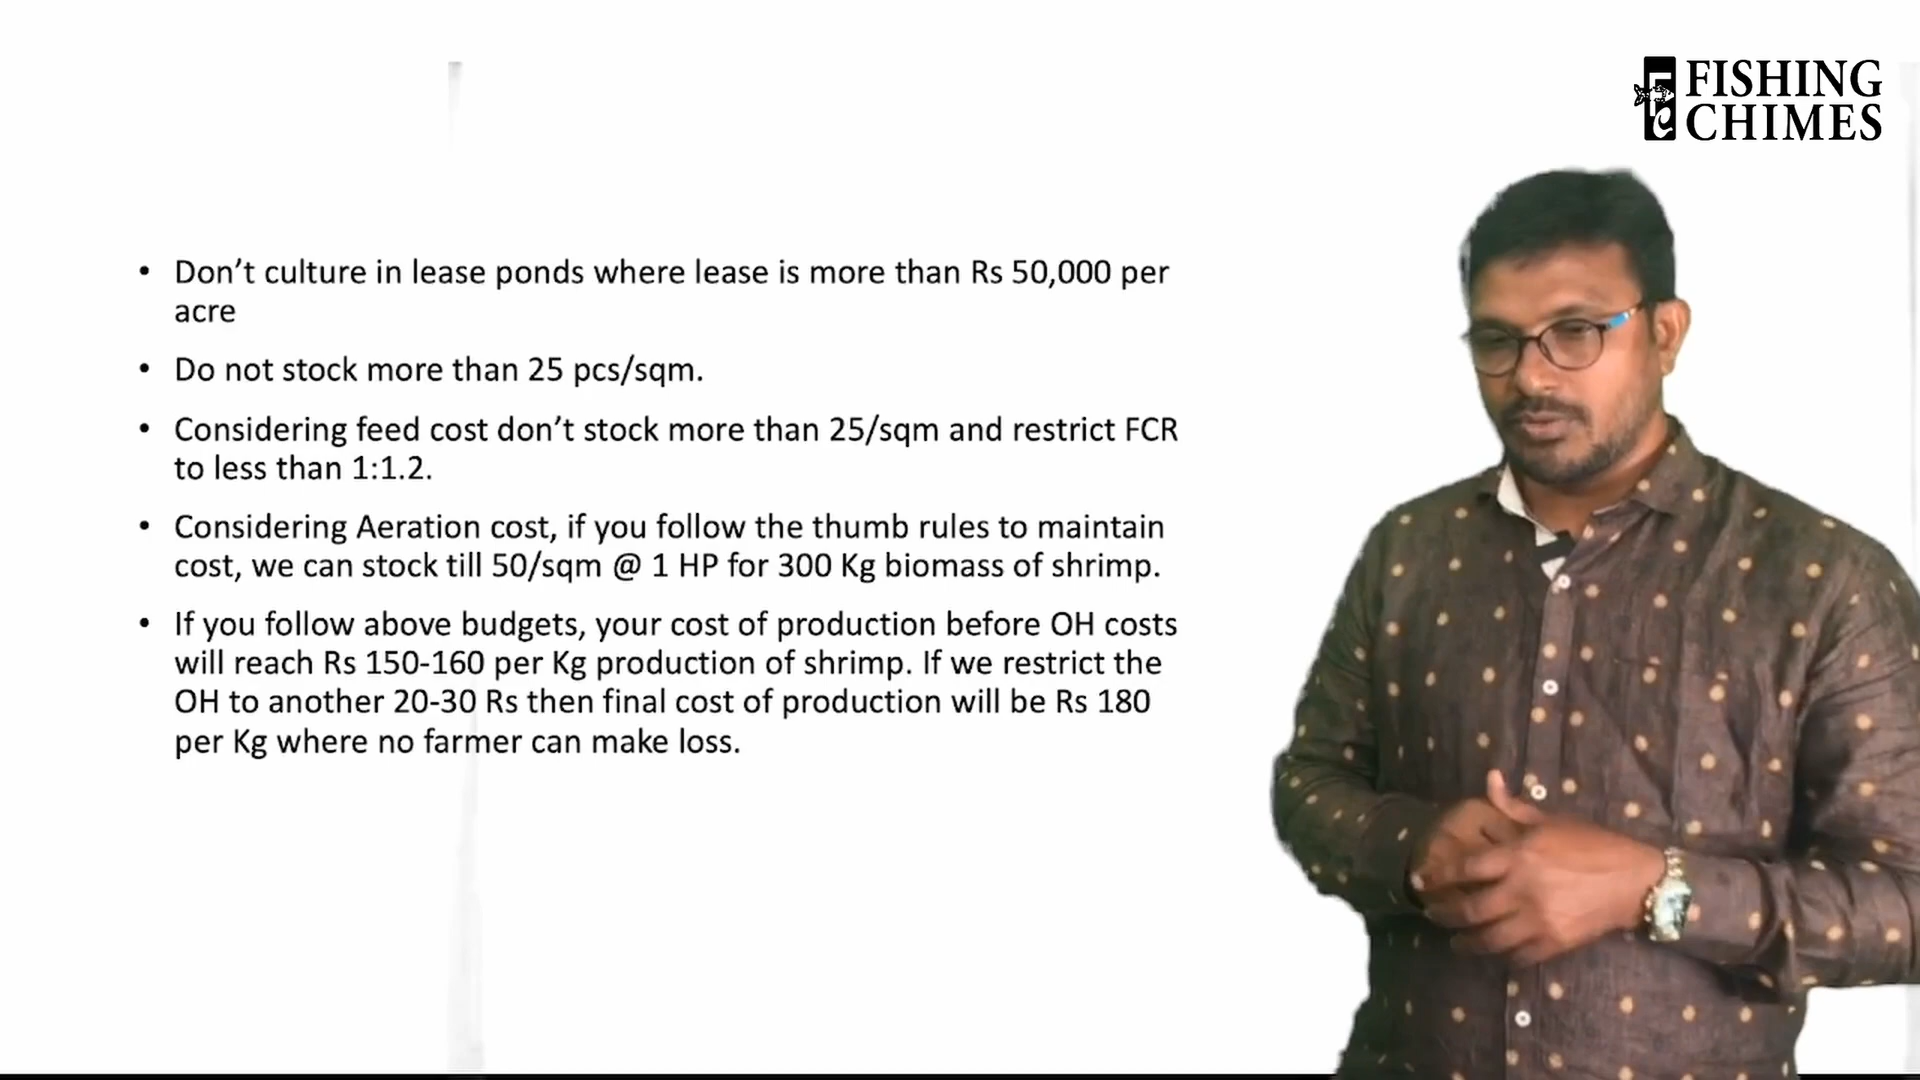 FISHING
CHIMES
• Don’t culture in lease ponds where lease is more than Rs 50,000 per
acre
• Do not stock more than 25 pcs/sqm.
• Considering feed cost don’t stock more than 25/sqm and restrict FCR
to less than 1:1.2.
• Considering Aeration cost, if you follow the thumb rules to maintain
cost, we can stock till 50/sqm @ 1 HP for 300 Kg biomass of shrimp.
• If you follow above budgets, your cost of production before OH costs
will reach Rs 150-160 per Kg production of shrimp. If we restrict the
OH to another 20-30 Rs then final cost of production will be Rs 180
per Kg where no farmer can make loss.